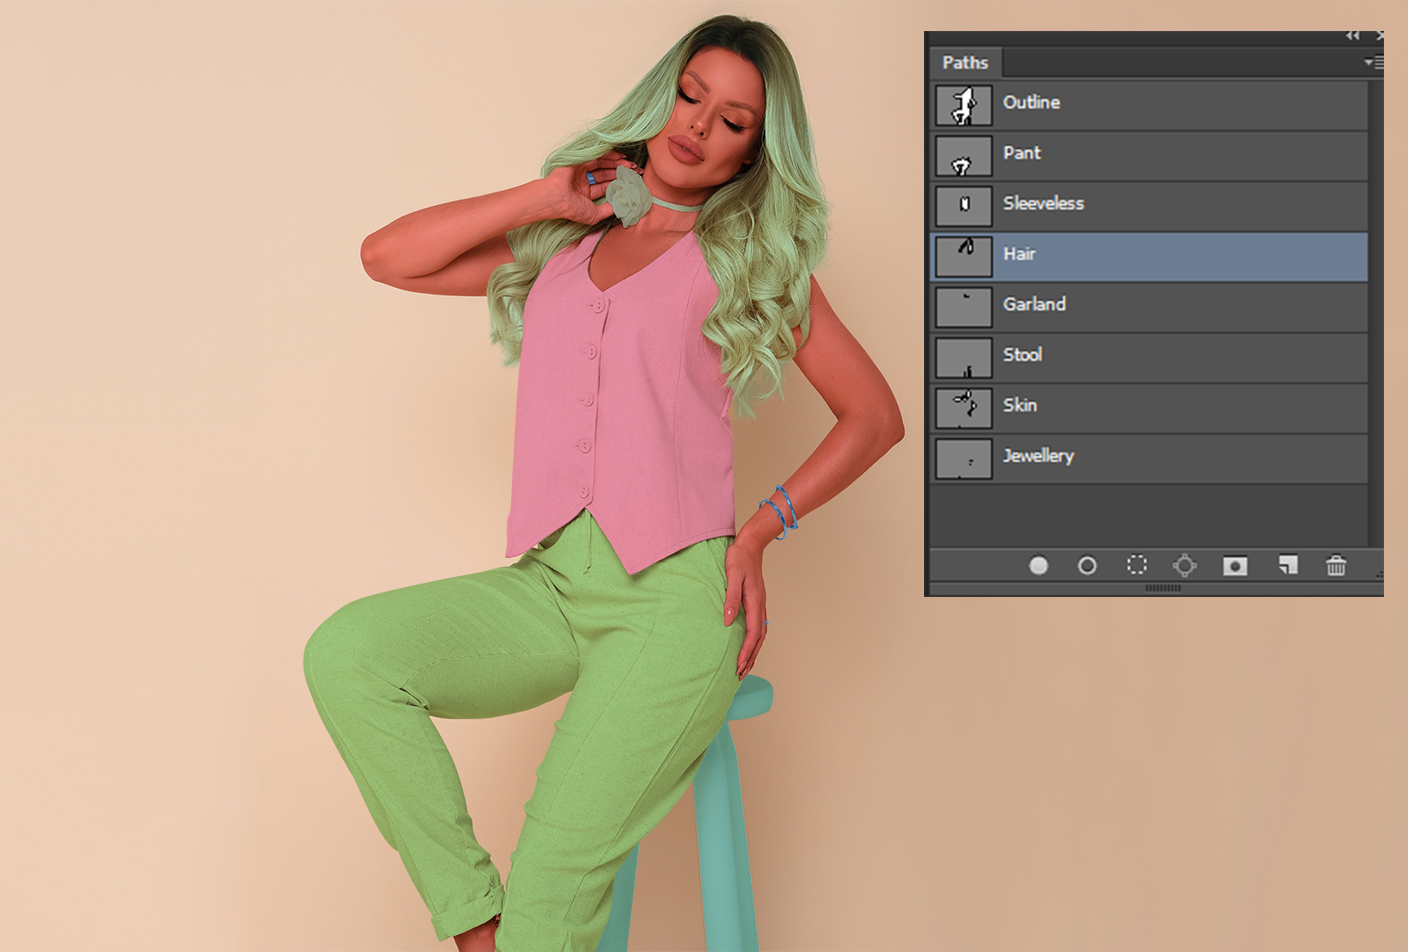 Paths
Outline
Pant
Sleeveless
Hair
Garland
Stool
Skin
Jewellery